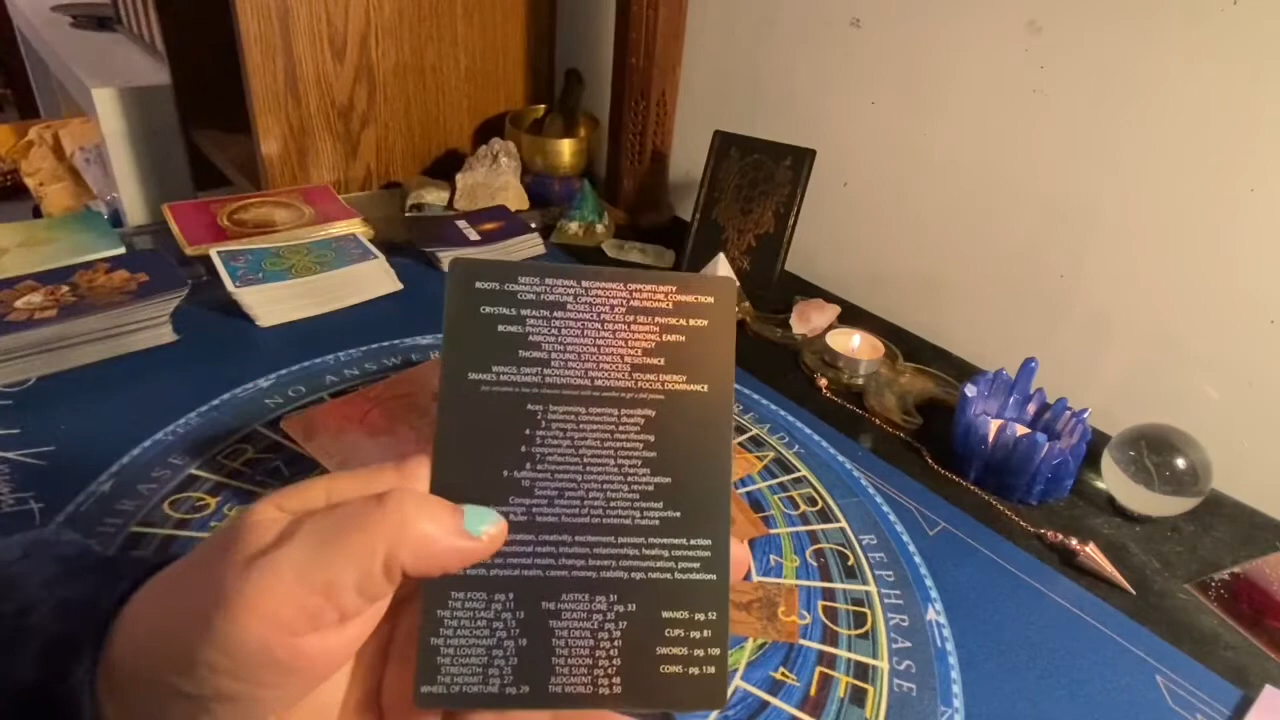 SEEDS : RENEWAL, BEGINNINGS, OPPORTUNITY
ROOTS : COMMUNITY, GROWTH, UPROOTING, NURTURE, CONNECTION
COIN : FORTUNE, OPPORTUNITY, ABUNDANCE
ROSES: LOVE, JOY
CRYSTALS: WEALTH, ABUNDANCE, PIECES OF SELF, PHYSICAL BODY
SKULL: DESTRUCTION, DEATH, REBIRTH
BONES: PHYSICAL BODY, FEELING, GROUNDING, EARTH
ARROW: FORWARD MOTION, ENERGY
TEETH: WISDOM, EXPERIENCE
THORNS: BOUND, STUCKNESS, RESISTANCE
KEY: INQUIRY, PROCESS
WINGS: SWIFT MOVEMENT, INNOCENCE, YOUNG ENERGY
SNAKES: MOVEMENT, INTENTIONAL MOVEMENT, FOCUS, DOMINANCE
Aces - beginning, opening, possibility
2 - balance, connection, duality
3 - groups, expansion, action
4 - security, organization, manifesting
5- change, conflict, uncertainty
6 - cooperation, alignment, connection
7 - reflection, knowing, inquiry
8 - achievement, expertise, changes
9 - fulfillment, nearing completion, actualization
10 - completion, cycles ending, revival
Seeker - youth, play, freshness
Conqueror - intense, erratic, action oriented
- embodiment of suit, nurturing, supportive
Ruler - leader, focused on external, mature
creativity, excitement, passion, movement, action
realm, intuition, relationships, healing, connection
air, mental realm, change, bravery, communication, power
earth, physical realm, career, money, stability, ego, nature, foundations
THE FOOL - pg. 9
THE MAGI - pg. 11
THE HIGH SAGE - pg. 13
THE PILLAR - pg. 15
THE ANCHOR - pg. 17
THE HIEROPHANT - pg. 19
THE LOVERS - pg. 21
THE CHARIOT - pg. 23
STRENGTH - pg. 25
THE HERMIT - pg. 27
WHEEL OF FORTUNE - pg. 29
JUSTICE - pg. 31
THE HANGED ONE - pg. 33
DEATH - pg. 35
TEMPERANCE - pg. 37
THE DEVIL - pg. 39
THE TOWER - pg. 41
THE STAR - pg. 43
THE MOON - pg. 45
THE SUN - pg. 47
JUDGMENT - pg. 48
THE WORLD - pg. 50
WANDS - pg. 52
CUPS - pg. 81
SWORDS - pg. 109
COINS - pg. 138
NO ANSWER
PHRASE
READY
REPHRASE
Q R
A B C D E
2 3 4